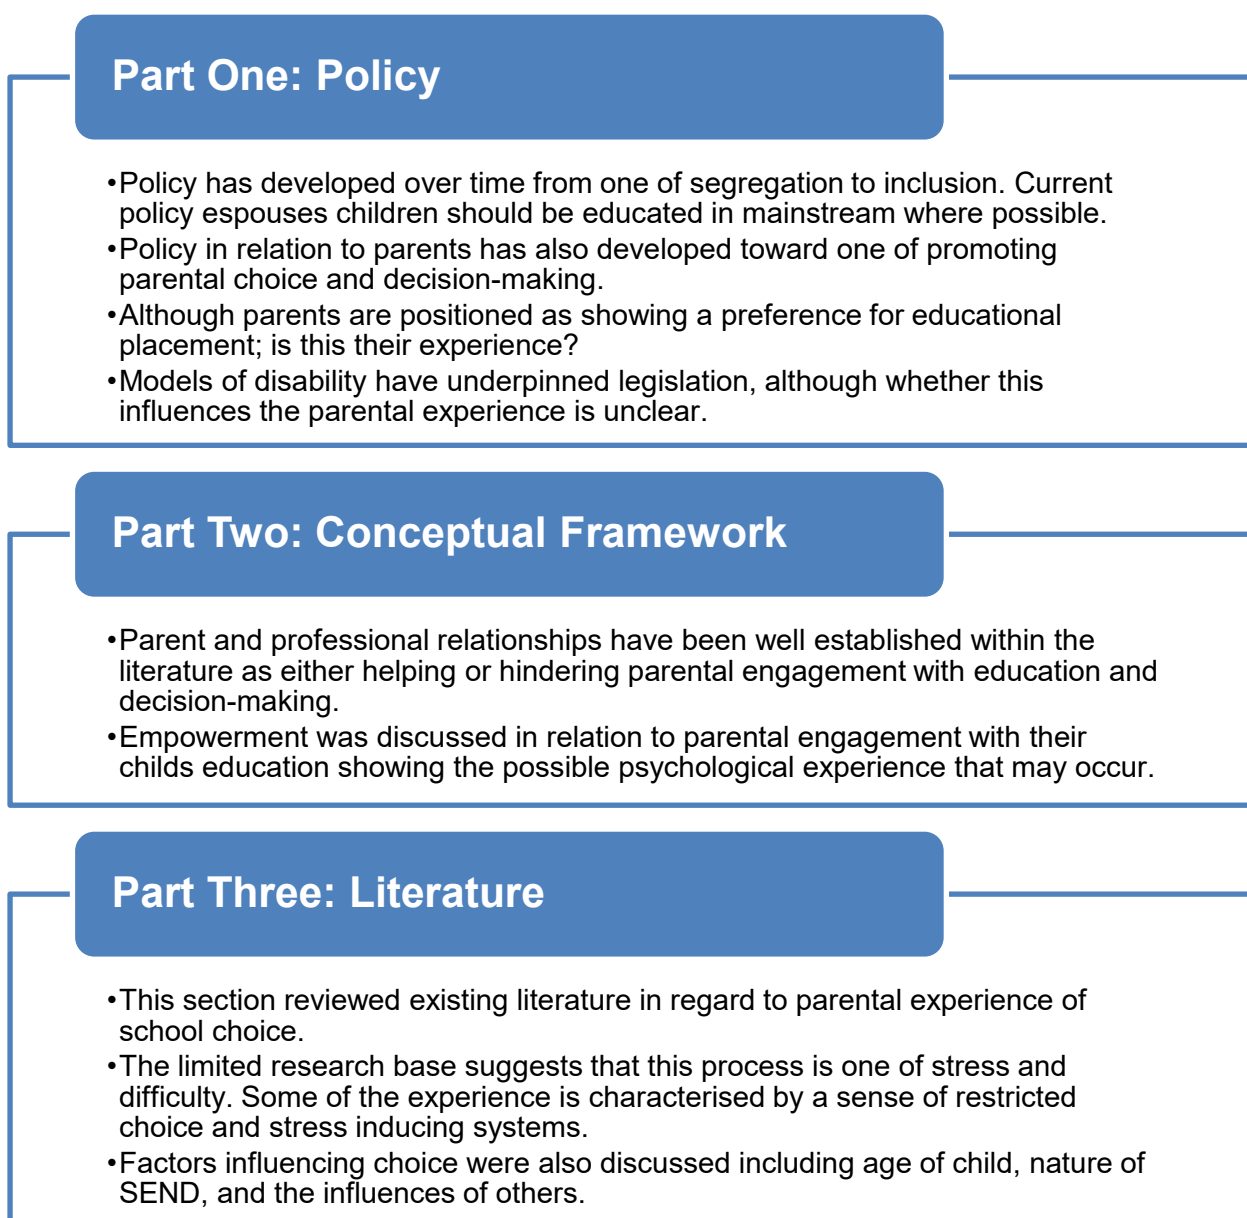 Part One: Policy
•Policy has developed over time from one of segregation to inclusion. Current
policy espouses children should be educated in mainstream where possible.
•Policy in relation to parents has also developed toward one of promoting
parental choice and decision-making.
•Although parents are positioned as showing a preference for educational
placement; is this their experience?
•Models of disability have underpinned legislation, although whether this
influences the parental experience is unclear.
Part Two: Conceptual Framework
•Parent and professional relationships have been well established within the
literature as either helping or hindering parental engagement with education and
decision-making.
•Empowerment was discussed in relation to parental engagement with their
childs education showing the possible psychological experience that may occur.
Part Three: Literature
•This section reviewed existing literature in regard to parental experience of
school choice.
•The limited research base suggests that this process is one of stress and
difficulty. Some of the experience is characterised by a sense of restricted
choice and stress inducing systems.
•Factors influencing choice were also discussed including age of child, nature of
SEND, and the influences of others.